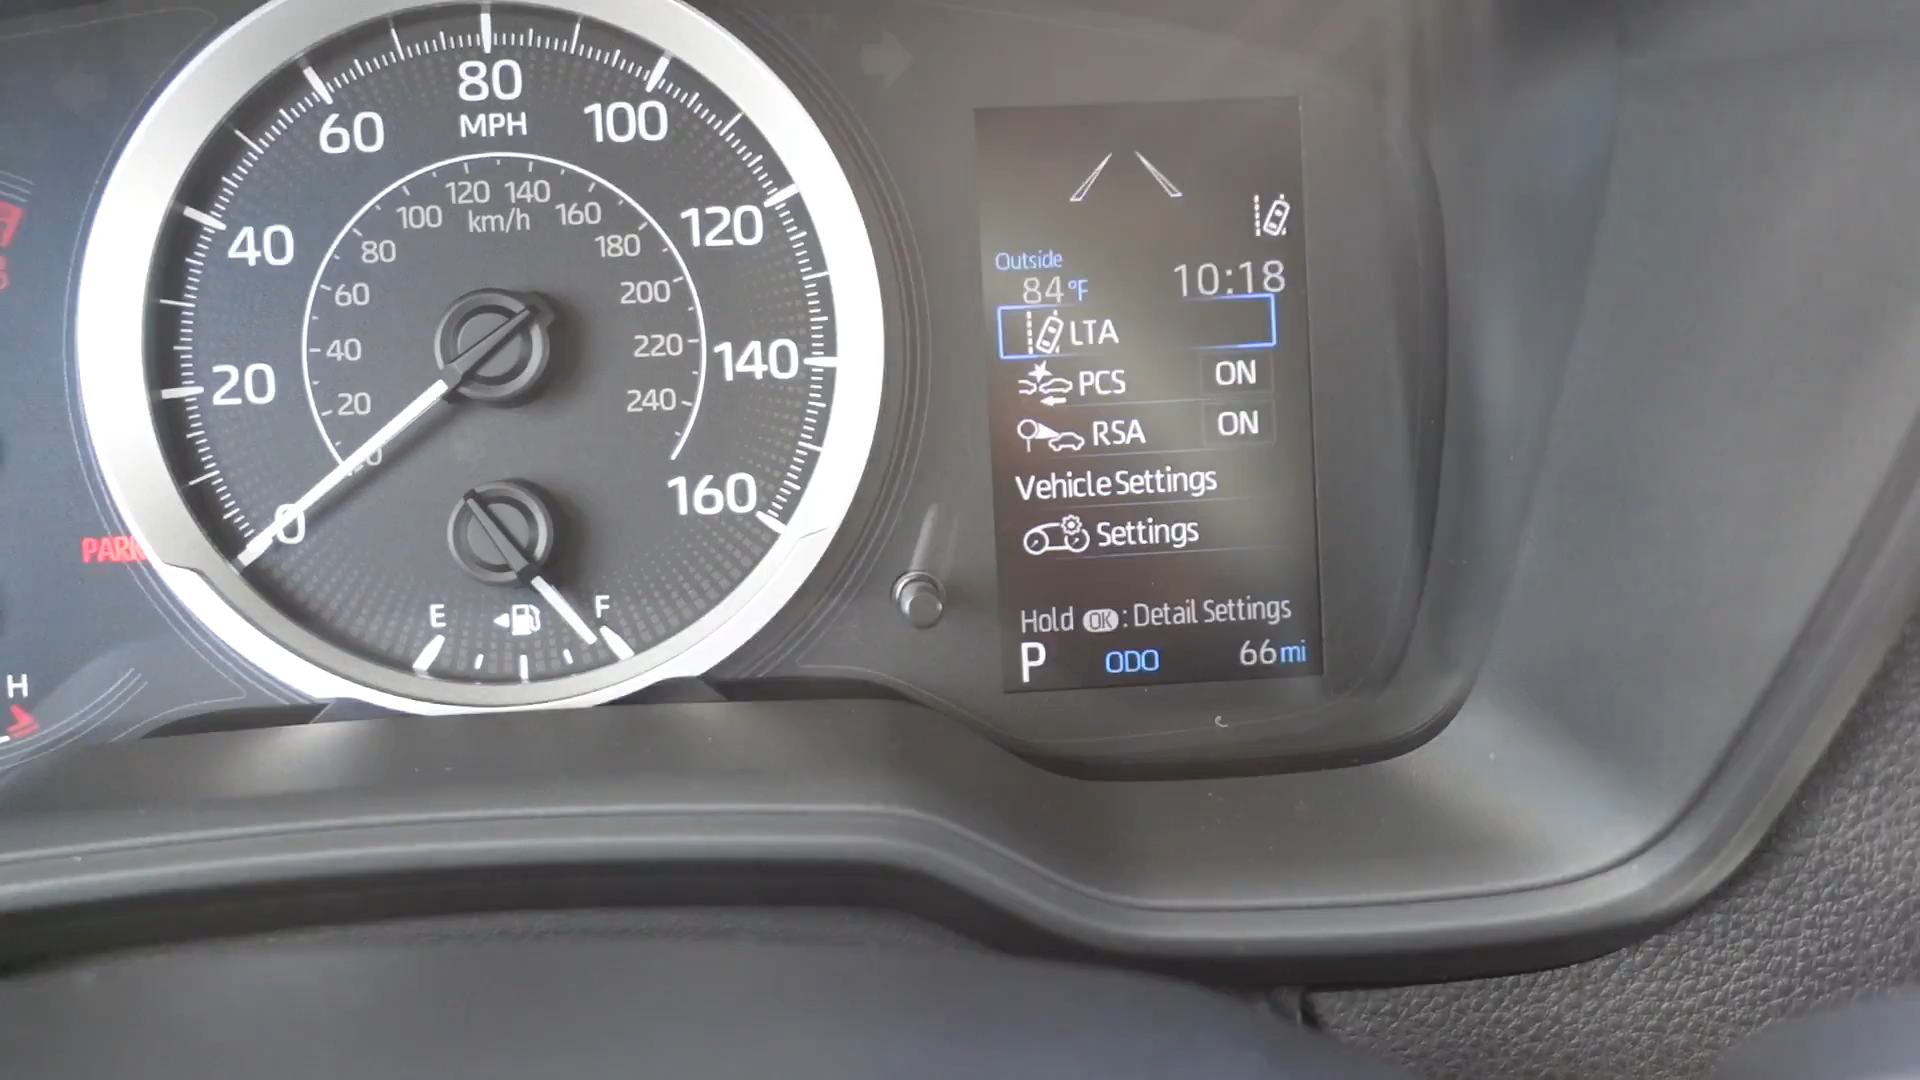 80
MPH
60
100
120
140
100
km/h
160
40
120
80
180
60
200
20
40
220
140
20
240
0
160
PARK
E
F
H
Outside
84°F
10:18
LTA
PCS
ON
RSA
ON
Vehicle Settings
Settings
Hold OK : Detail Settings
P
ODO
66 mi